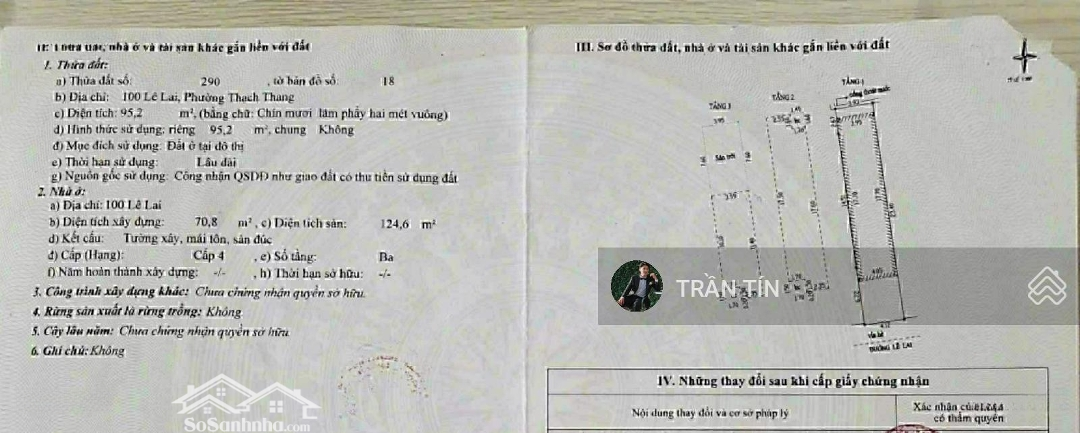 nhà ở và tài sản khác gắn liền với đất
1. Thửa đất:
a) Thửa đất số: 290 , tờ bản đồ số: 18
b) Địa chỉ: 100 Lê Lai, Phường Thạch Thang
c) Diện tích: 95,2 m², (bằng chữ: Chín mươi lăm phẩy hai mét vuông)
d) Hình thức sử dụng: riêng 95,2 m², chung Không
đ) Mục đích sử dụng: Đất ở tại đô thị
e) Thời hạn sử dụng: Lâu dài
g) Nguồn gốc sử dụng: Công nhận QSDĐ như giao đất có thu tiền sử dụng đất
2. Nhà ở:
a) Địa chỉ: 100 Lê Lai
b) Diện tích xây dựng: 70,8 m², c) Diện tích sàn: 124,6 m²
d) Kết cấu: Tường xây, mái tôn, sàn đúc
đ) Cấp (Hạng): Cấp 4 , e) Số tầng: Ba
f) Năm hoàn thành xây dựng: -/- , h) Thời hạn sở hữu: -/-
3. Công trình xây dựng khác: Chưa chứng nhận quyền sở hữu.
4. Rừng sản xuất là rừng trồng: Không
5. Cây lâu năm: Chưa chứng nhận quyền sở hữu.
6. Ghi chú: Không
SoSanhnha.com
III. Sơ đồ thửa đất, nhà ở và tài sản khác gắn liền với đất
TẦNG 1
TẦNG 2
TẦNG 3
3.95
Sân trời
3.95
4.05
TRẦN TÍN
Vỉa hè
ĐƯỜNG LÊ LAI
IV. Những thay đổi sau khi cấp giấy chứng nhận
Nội dung thay đổi và cơ sở pháp lý
Xác nhận của
có thẩm quyền